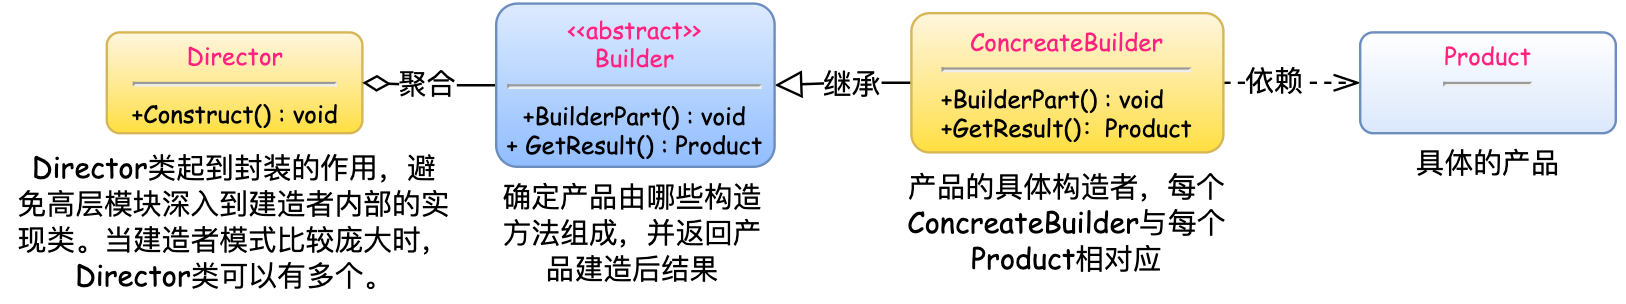 Director
+Construct() : void
Director类起到封装的作用，避
免高层模块深入到建造者内部的实
现类。当建造者模式比较庞大时，
Director类可以有多个。
聚合
<<abstract>>
Builder
+BuilderPart() : void
+ GetResult() : Product
确定产品由哪些构造
方法组成，并返回产
品建造后结果
继承
ConcreateBuilder
+BuilderPart() : void
+GetResult()： Product
产品的具体构造者，每个
ConcreateBuilder与每个
Product相对应
依赖
Product
具体的产品